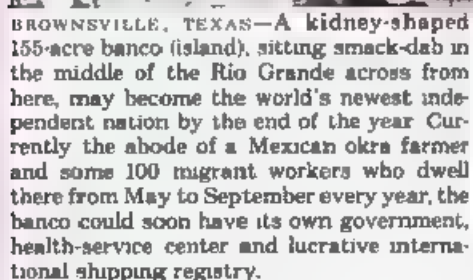 BROWNSVILLE, TEXAS—A kidney-shaped
155-acre banco (island), sitting smack-dab in
the middle of the Rio Grande across from
here, may become the world's newest inde-
pendent nation by the end of the year Cur-
rently the abode of a Mexican okra farmer
and some 100 migrant workers who dwell
there from May to September every year, the
banco could soon have its own government,
health-service center and lucrative interna-
tional shipping registry.